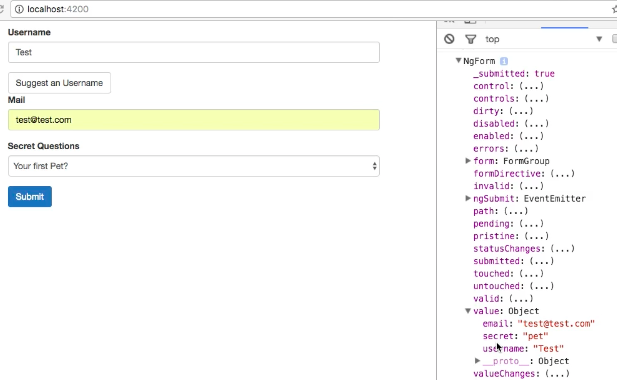 localhost:4200
Username
Test
Suggest an Username
Mail
test@test.com
Secret Questions
Your first Pet?
Submit
top
NgForm
_submitted: true
control: (...)
controls: (...)
dirty: (...)
disabled: (...)
enabled: (...)
errors: (...)
form: FormGroup
formDirective: (...)
invalid: (...)
ngSubmit: EventEmitter
path: (...)
pending: (...)
pristine: (...)
statusChanges: (...)
submitted: (...)
touched: (...)
untouched: (...)
valid: (...)
value: Object
email: "test@test.com"
secret: "pet"
username: "Test"
__proto__: Object
valueChanges: (...)